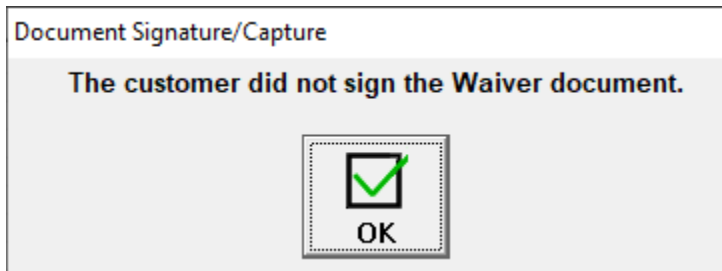 Document Signature/Capture
The customer did not sign the Waiver document.
OK